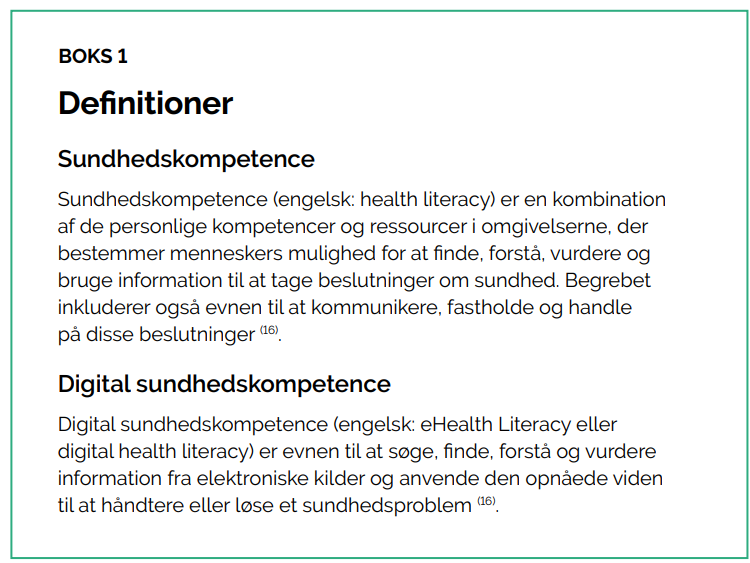 BOKS 1
Definitioner
Sundhedskompetence
Sundhedskompetence (engelsk: health literacy) er en kombination
af de personlige kompetencer og ressourcer i omgivelserne, der
bestemmer menneskers mulighed for at finde, forstå, vurdere og
bruge information til at tage beslutninger om sundhed. Begrebet
inkluderer også evnen til at kommunikere, fastholde og handle
på disse beslutninger (16).
Digital sundhedskompetence
Digital sundhedskompetence (engelsk: eHealth Literacy eller
digital health literacy) er evnen til at søge, finde, forstå og vurdere
information fra elektroniske kilder og anvende den opnåede viden
til at håndtere eller løse et sundhedsproblem (16).